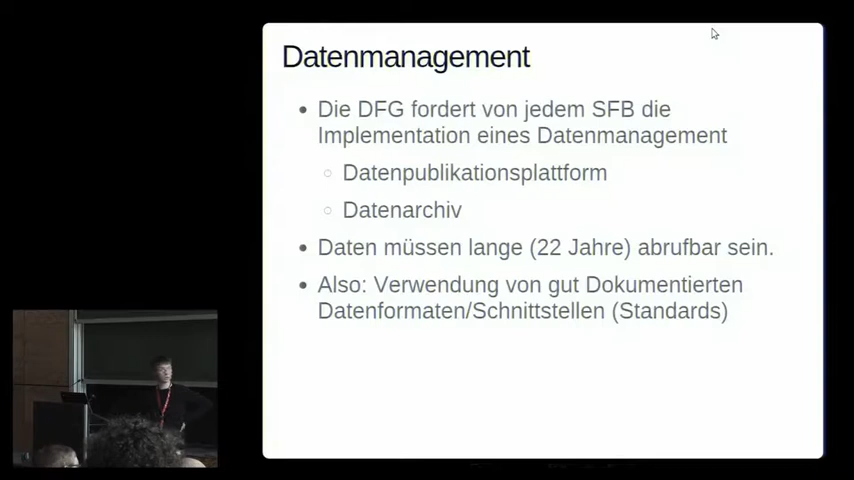 Datenmanagement
Die DFG fordert von jedem SFB die
Implementation eines Datenmanagement
Datenpublikationsplattform
Datenarchiv
Daten müssen lange (22 Jahre) abrufbar sein.
Also: Verwendung von gut Dokumentierten
Datenformaten/Schnittstellen (Standards)